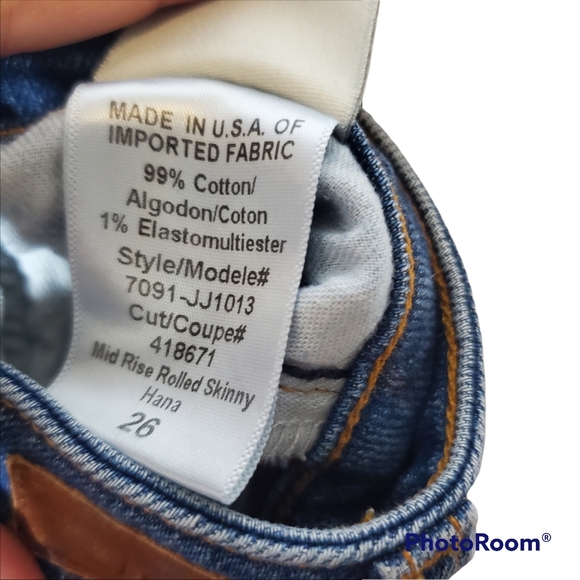 MADE IN U.S.A. OF
IMPORTED FABRIC
99% Cotton/
Algodon/Coton
1% Elastomultiester
Style/Modele#
7091-JJ1013
Cut/Coupe#
418671
Mid Rise Rolled Skinny
Hana
26
PhotoRoom®